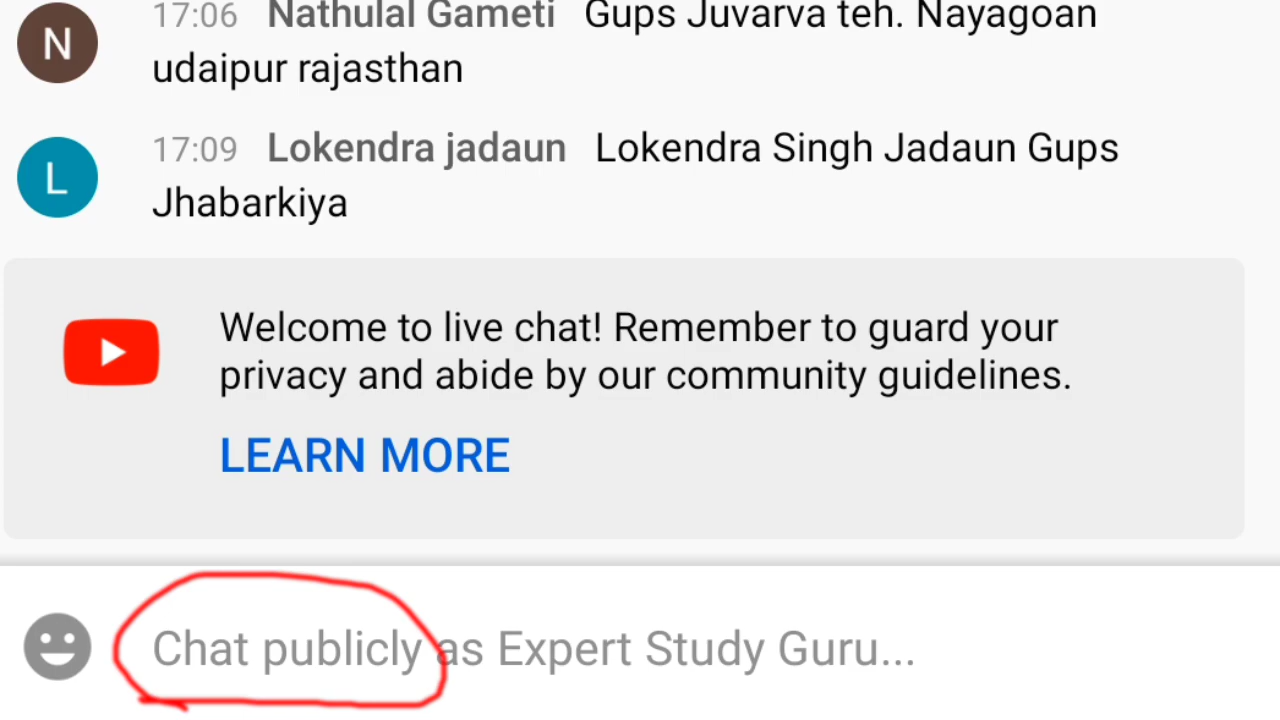 N
17:06 Nathulal Gameti Gups Juvarva teh. Nayagoan
udaipur rajasthan
L
17:09 Lokendra jadaun Lokendra Singh Jadaun Gups
Jhabarkiya
Welcome to live chat! Remember to guard your
privacy and abide by our community guidelines.
LEARN MORE
Chat publicly as Expert Study Guru...